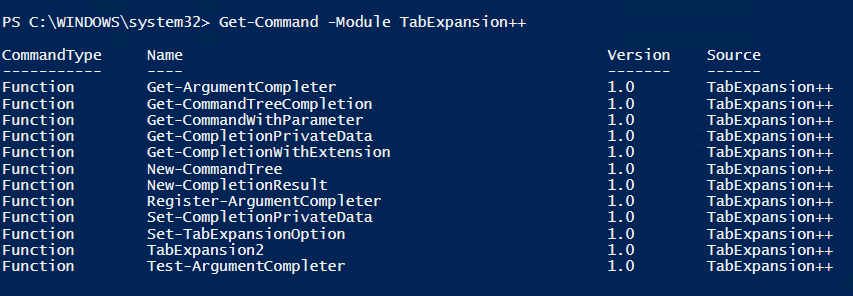 PS C:\WINDOWS\system32> Get-Command -Module TabExpansion++
CommandType Name Version Source
----------- ---- ------- ------
Function Get-ArgumentCompleter 1.0 TabExpansion++
Function Get-CommandTreeCompletion 1.0 TabExpansion++
Function Get-CommandWithParameter 1.0 TabExpansion++
Function Get-CompletionPrivateData 1.0 TabExpansion++
Function Get-CompletionWithExtension 1.0 TabExpansion++
Function New-CommandTree 1.0 TabExpansion++
Function New-CompletionResult 1.0 TabExpansion++
Function Register-ArgumentCompleter 1.0 TabExpansion++
Function Set-CompletionPrivateData 1.0 TabExpansion++
Function Set-TabExpansionOption 1.0 TabExpansion++
Function TabExpansion2 1.0 TabExpansion++
Function Test-ArgumentCompleter 1.0 TabExpansion++